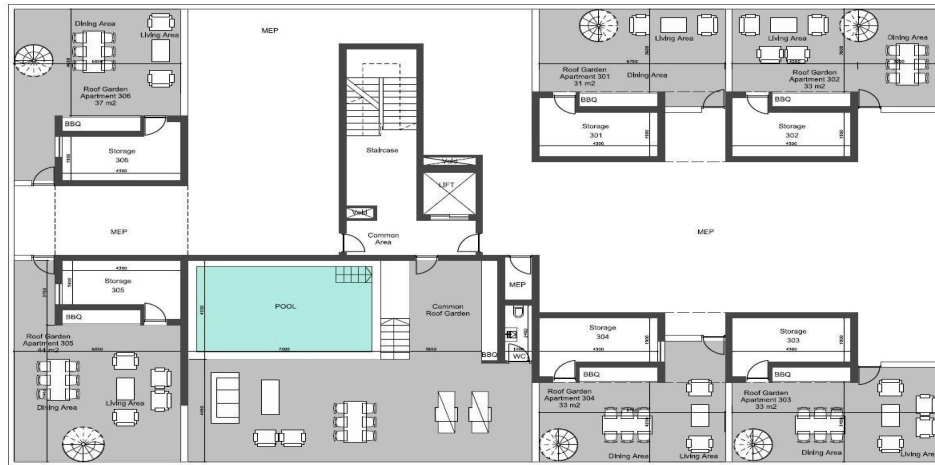 Dining Area
Living Area
Roof Garden
Apartment 306
37 m2
BBQ
Storage
306
4300
MEP
Staircase
Void
LIFT
Void
Common
Area
Living Area
Roof Garden
Apartment 301
31 m2
Dining Area
BBQ
Storage
301
4300
Living Area
Dining Area
Roof Garden
Apartment 302
33 m2
BBQ
Storage
302
4300
MEP
MEP
4300
Storage
305
BBQ
Roof Garden
Apartment 305
44 m2
Dining Area
Living Area
POOL
7000
Common
Roof Garden
BBQ
MEP
WC
Storage
304
4300
BBQ
Roof Garden
Apartment 304
33 m2
Dining Area
Living Area
Storage
303
4300
BBQ
Roof Garden
Apartment 303
33 m2
Dining Area
Living Area